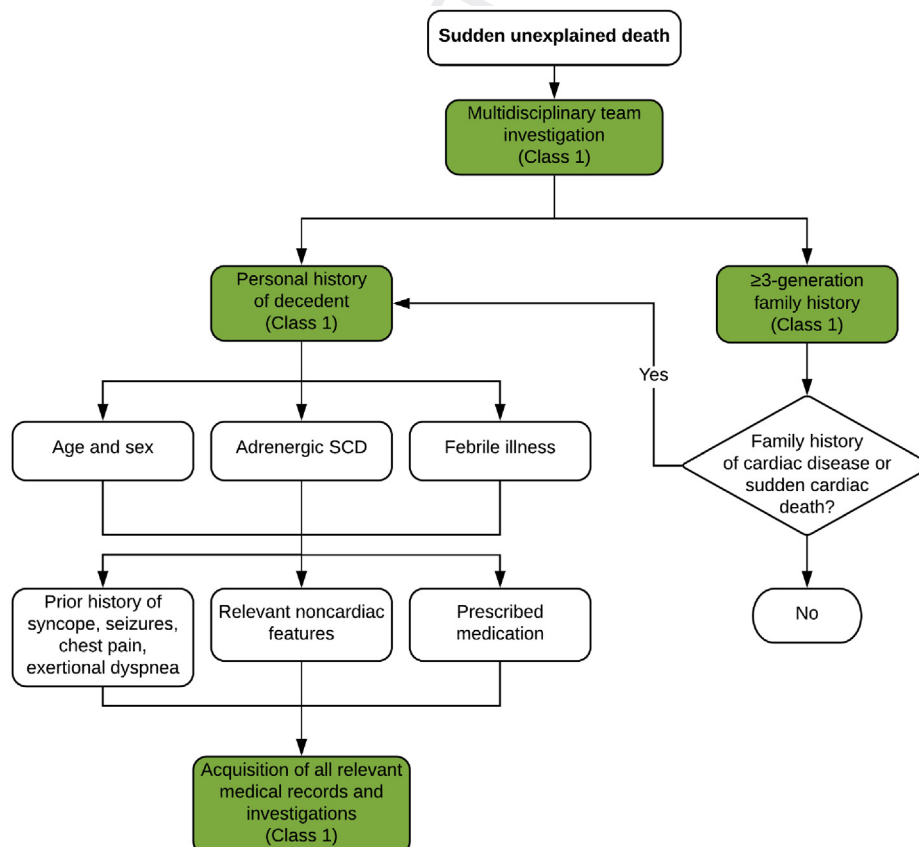 Sudden unexplained death
Multidisciplinary team
investigation
(Class 1)
Personal history
of decedent
(Class 1)
≥3-generation
family history
(Class 1)
Yes
Age and sex
Adrenergic SCD
Febrile illness
Family history
of cardiac disease or
sudden cardiac
death?
Prior history of
syncope, seizures,
chest pain,
exertional dyspnea
Relevant noncardiac
features
Prescribed
medication
No
Acquisition of all relevant
medical records and
investigations
(Class 1)